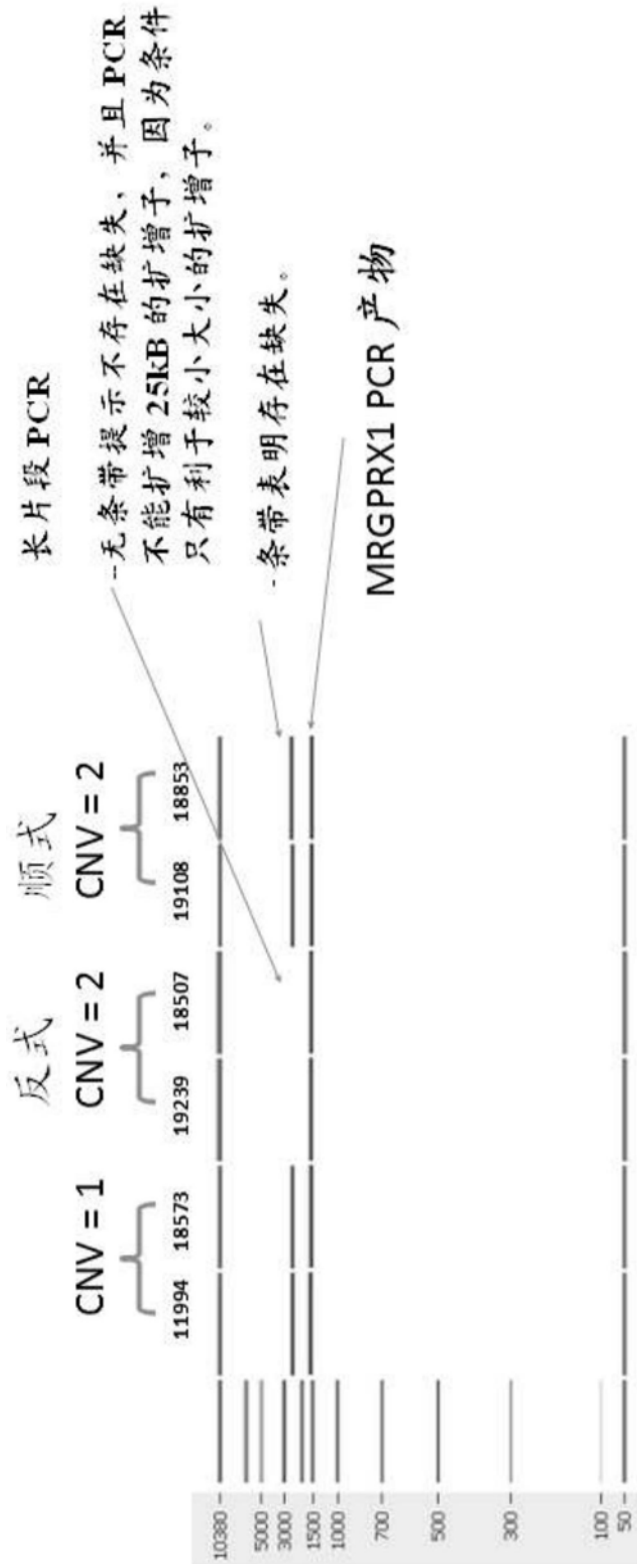 长片段 PCR
--无条带提示不存在缺失，并且 PCR
不能扩增 25kB 的扩增子，因为条件
只有利于较小大小的扩增子。
-条带表明存在缺失。
MRGPRX1 PCR 产物
反式
顺式
CNV = 1
CNV = 2
CNV = 2
11994
18573
19239
18507
19108
18853
10380
5000
3000
1500
1000
700
500
300
100
50